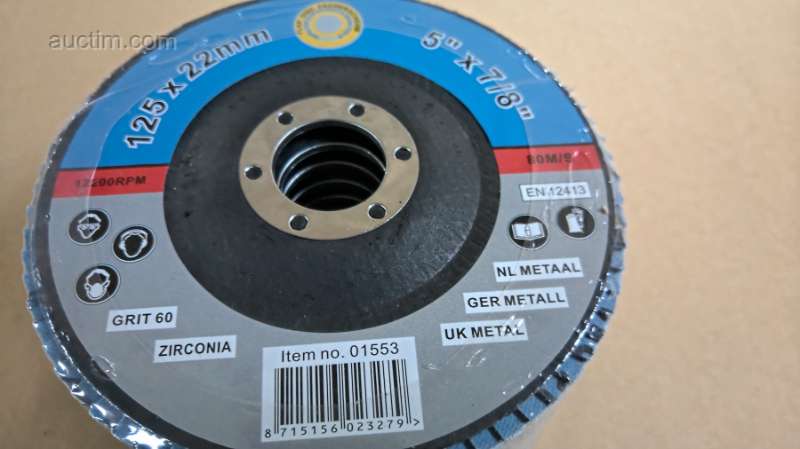 auctim.com
125 x 22mm
5" x 7/8"
12200RPM
80M/S
EN 12413
NL METAAL
GER METALL
UK METAL
GRIT 60
ZIRCONIA
Item no. 01553
8 715156 023279 >